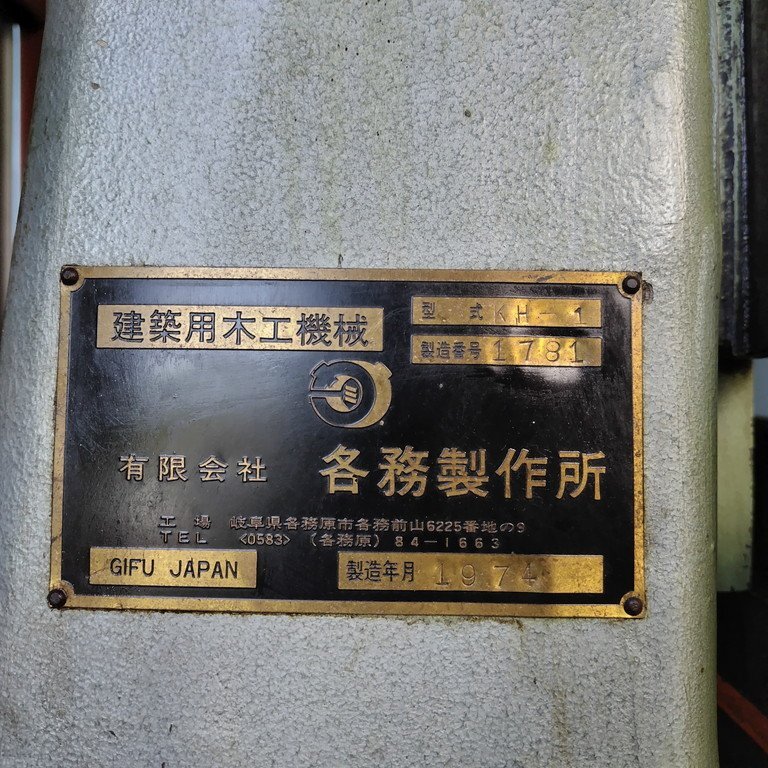 建築用木工機械
型式 KH-1
製造番号 1781
有限会社 各務製作所
工場 岐阜県各務原市各務前山6225番地の9
TEL <0583> (各務原) 84-1663
GIFU JAPAN
製造年月 1974